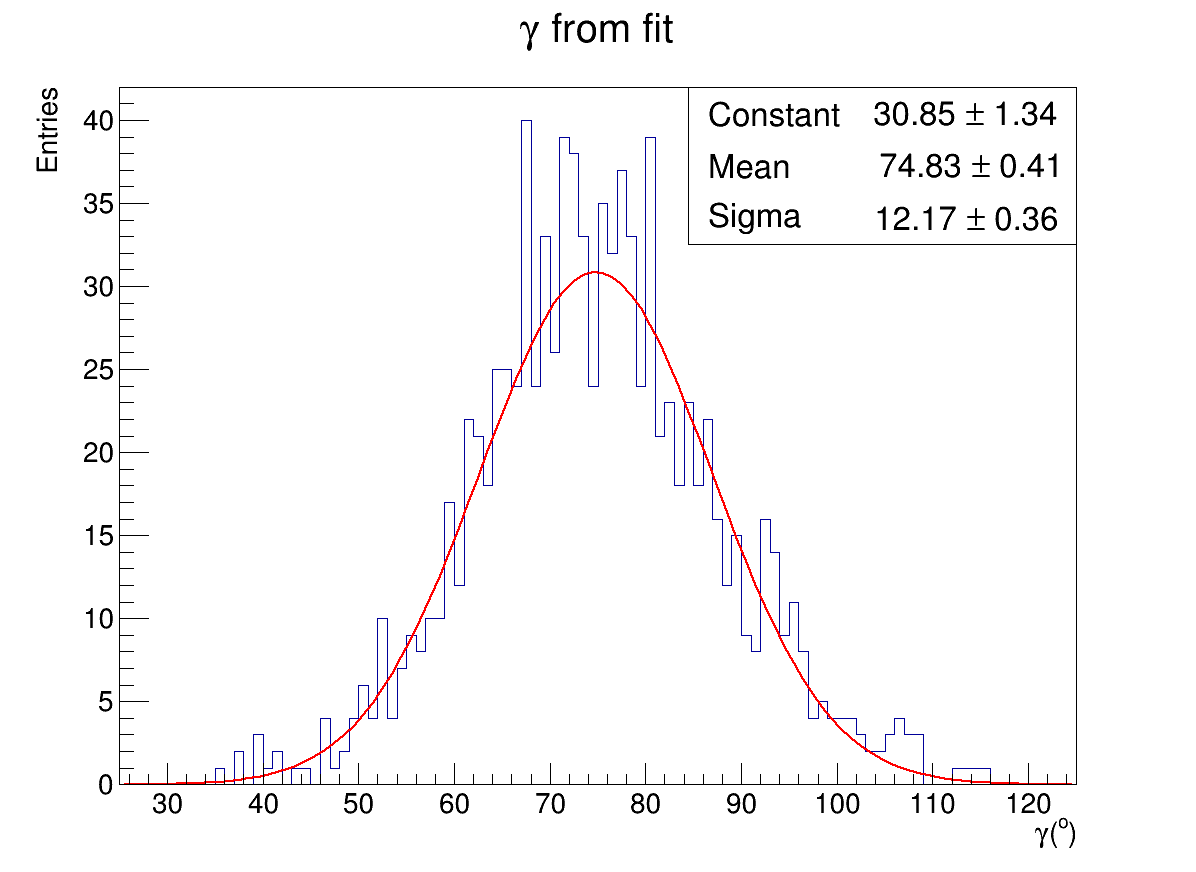 γ from fit
Entries
Constant 30.85 ± 1.34
Mean 74.83 ± 0.41
Sigma 12.17 ± 0.36
40
35
30
25
20
15
10
5
0
30 40 50 60 70 80 90 100 110 120
γ(°)